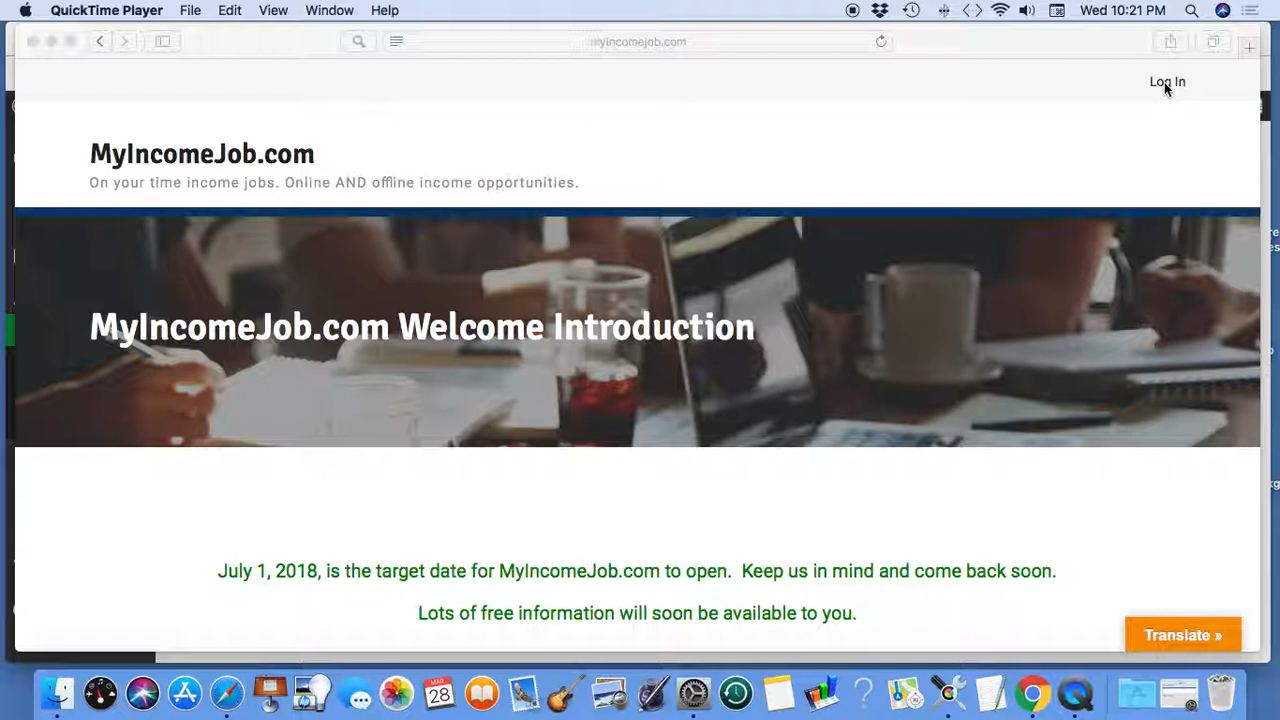 QuickTime Player File Edit View Window Help Wed 10:21 PM
myincomejob.com
Log In
MyIncomeJob.com
On your time income jobs. Online AND offline income opportunities.
MyIncomeJob.com Welcome Introduction
July 1, 2018, is the target date for MyIncomeJob.com to open. Keep us in mind and come back soon.
Lots of free information will soon be available to you.
Translate »
MAR
28